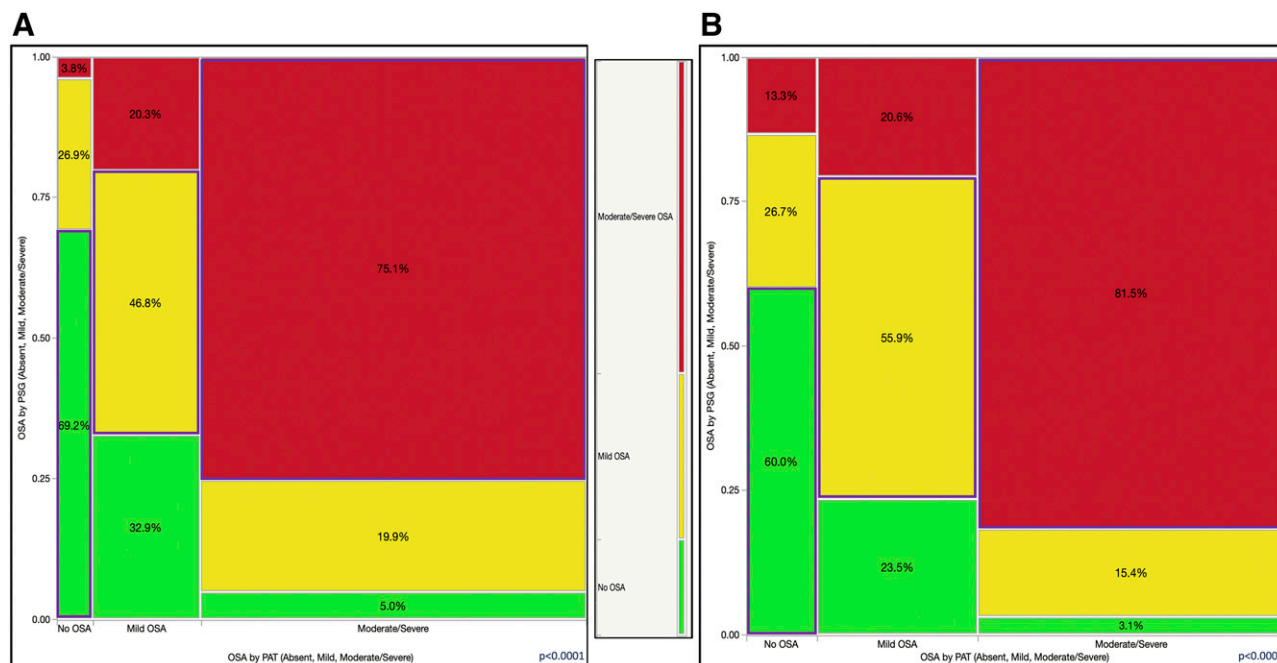 A
B
1.00
3.8%
20.3%
26.9%
0.75
46.8%
75.1%
69.2%
0.50
0.25
32.9%
19.9%
5.0%
0.00
No OSA
Mild OSA
Moderate/Severe
OSA by PAT (Absent, Mild, Moderate/Severe)
p<0.0001
OSA by PSG (Absent, Mild, Moderate/Severe)
Moderate/Severe OSA
Mild OSA
No OSA
1.00
13.3%
20.6%
0.75
26.7%
81.5%
55.9%
0.50
60.0%
0.25
23.5%
15.4%
3.1%
0.00
No OSA
Mild OSA
Moderate/Severe
OSA by PAT (Absent, Mild, Moderate/Severe)
p<0.000
OSA by PSG (Absent, Mild, Moderate/Severe)